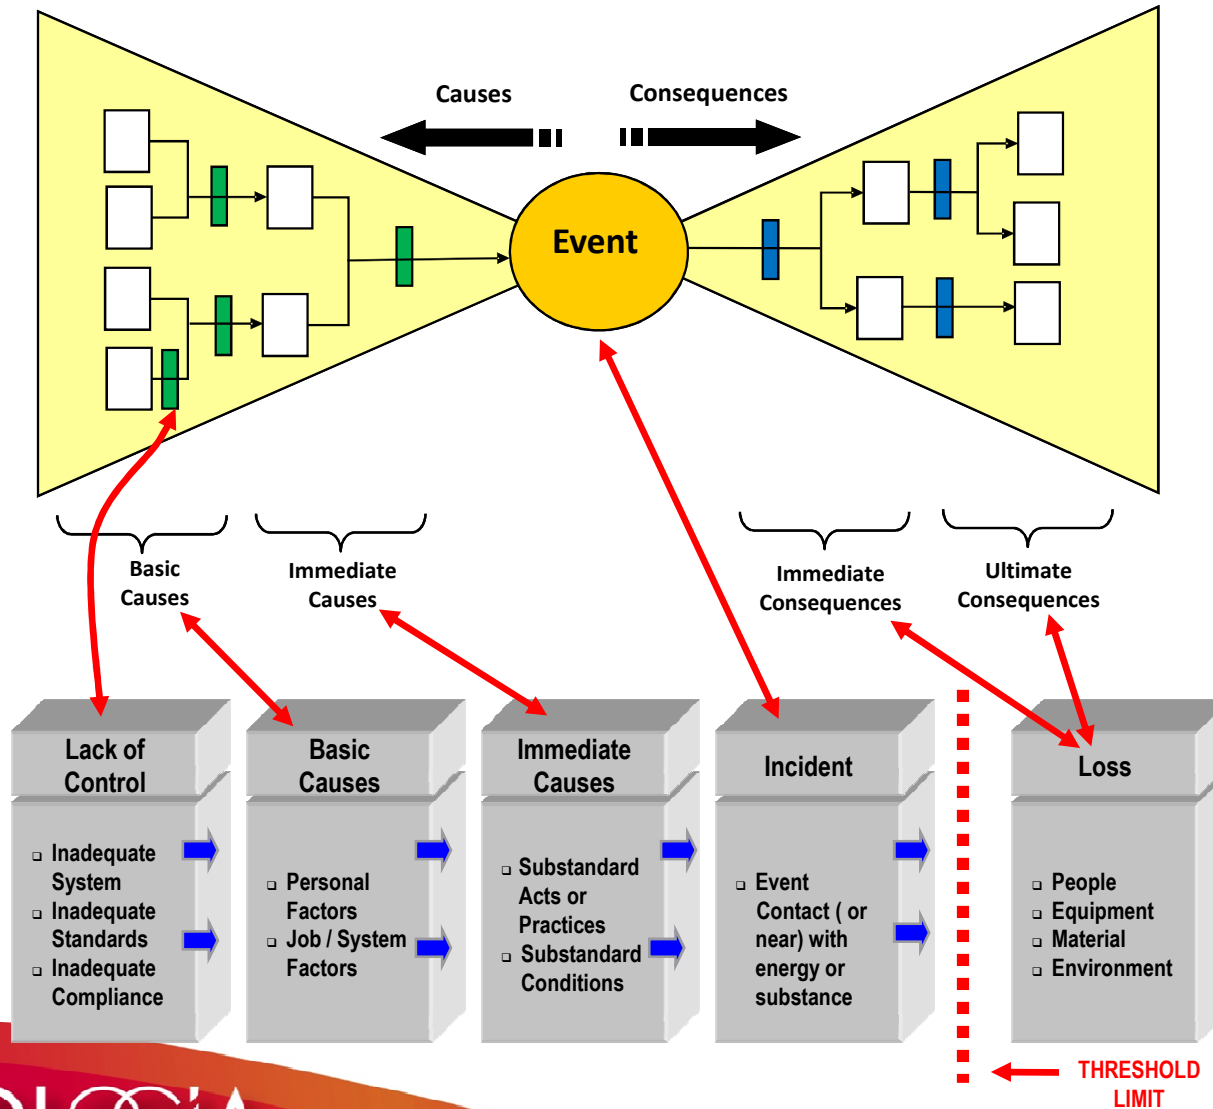 Causes
Consequences
Event
Basic
Causes
Immediate
Causes
Immediate
Consequences
Ultimate
Consequences
Lack of
Control
Basic
Causes
Immediate
Causes
Incident
Loss
Inadequate
System
Inadequate
Standards
Inadequate
Compliance
Personal
Factors
Job / System
Factors
Substandard
Acts or
Practices
Substandard
Conditions
Event
Contact ( or
near) with
energy or
substance
People
Equipment
Material
Environment
THRESHOLD
LIMIT